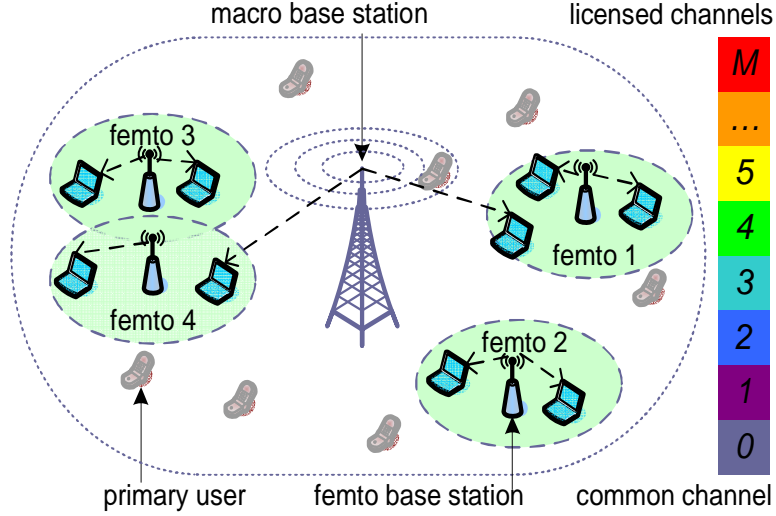 macro base station
licensed channels
M
...
5
4
3
2
1
0
femto 3
femto 1
femto 4
femto 2
primary user
femto base station
common channel